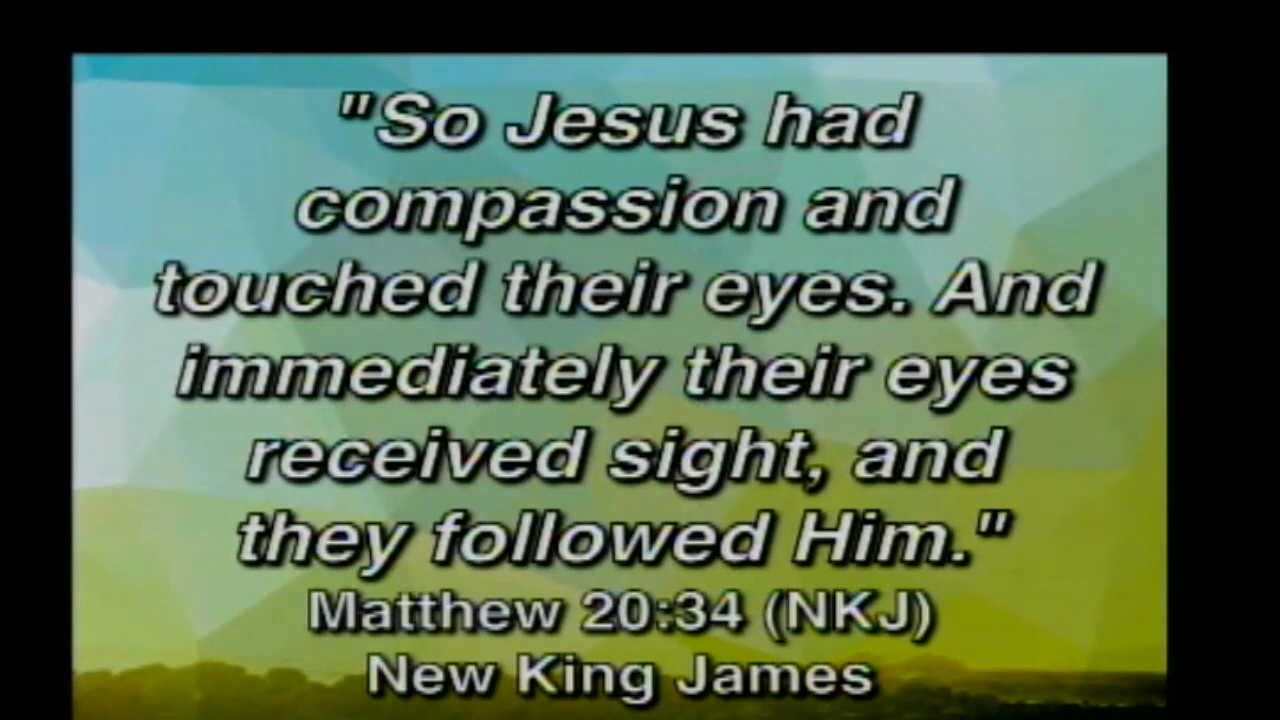 "So Jesus had
compassion and
touched their eyes. And
immediately their eyes
received sight, and
they followed Him."
Matthew 20:34 (NKJ)
New King James